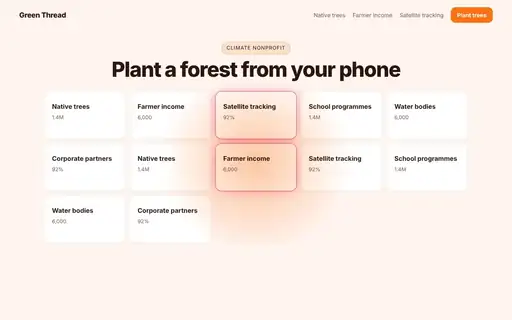 Green Thread
Native trees
Farmer income
Satellite tracking
Plant trees
CLIMATE NONPROFIT
Plant a forest from your phone
Native trees
1.4M
Farmer income
6,000
Satellite tracking
92%
School programmes
1.4M
Water bodies
6,000
Corporate partners
92%
Native trees
1.4M
Farmer income
6,000
Satellite tracking
92%
School programmes
1.4M
Water bodies
6,000
Corporate partners
92%